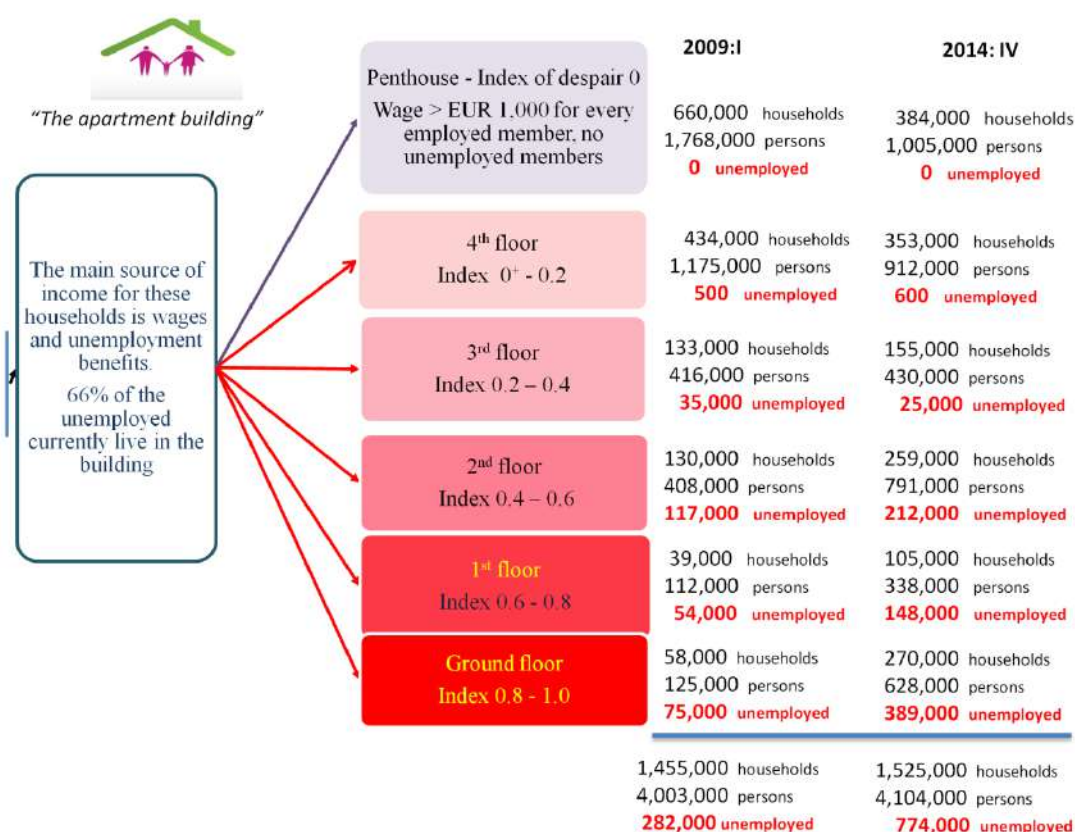 "The apartment building"
The main source of
income for these
households is wages
and unemployment
benefits.
66% of the
unemployed
currently live in the
building
Penthouse - Index of despair 0
Wage > EUR 1,000 for every
employed member, no
unemployed members
4th floor
Index 0+ - 0.2
3rd floor
Index 0.2 – 0.4
2nd floor
Index 0.4 – 0.6
1st floor
Index 0.6 - 0.8
Ground floor
Index 0.8 - 1.0
2009:I
660,000 households
1,768,000 persons
0 unemployed
434,000 households
1,175,000 persons
500 unemployed
133,000 households
416,000 persons
35,000 unemployed
130,000 households
408,000 persons
117,000 unemployed
39,000 households
112,000 persons
54,000 unemployed
58,000 households
125,000 persons
75,000 unemployed
1,455,000 households
4,003,000 persons
282,000 unemployed
2014: IV
384,000 households
1,005,000 persons
0 unemployed
353,000 households
912,000 persons
600 unemployed
155,000 households
430,000 persons
25,000 unemployed
259,000 households
791,000 persons
212,000 unemployed
105,000 households
338,000 persons
148,000 unemployed
270,000 households
628,000 persons
389,000 unemployed
1,525,000 households
4,104,000 persons
774,000 unemployed